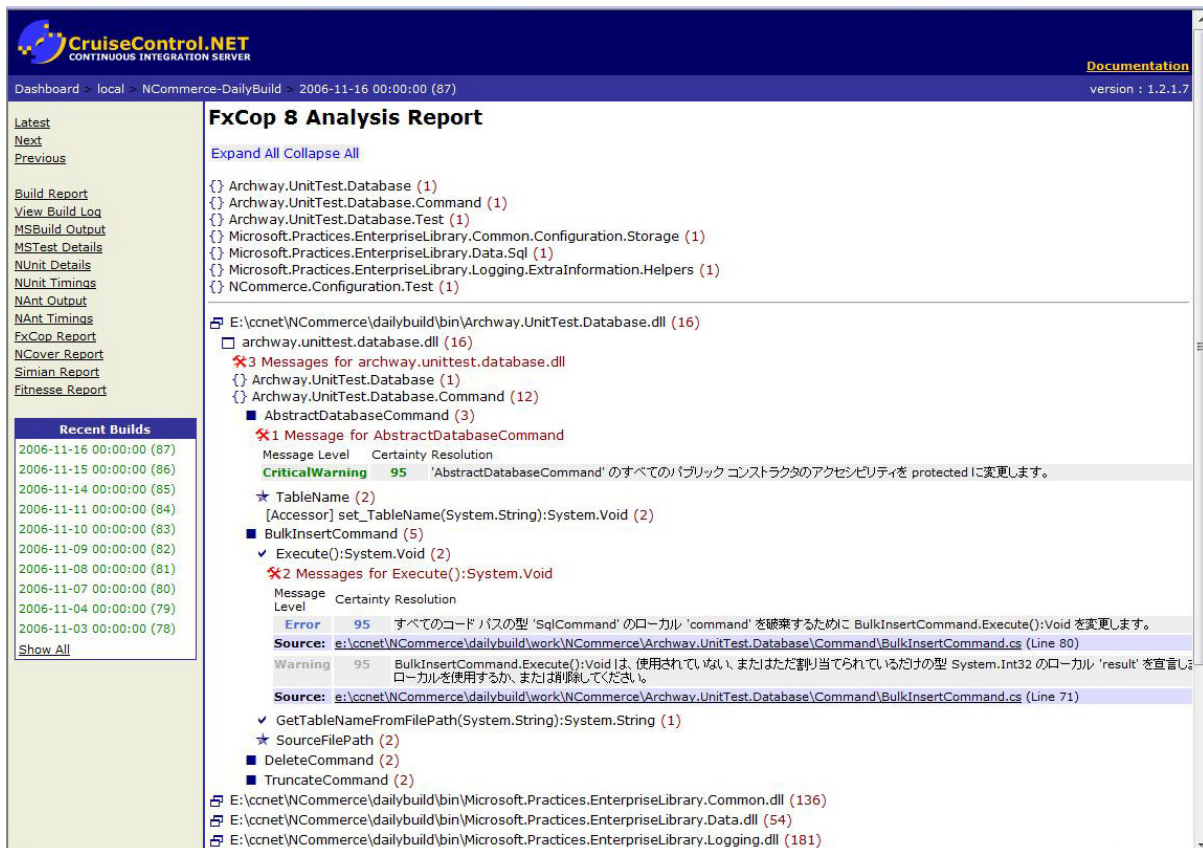 CruiseControl.NET
CONTINUOUS INTEGRATION SERVER
Documentation
Dashboard > local > NCommerce-DailyBuild > 2006-11-16 00:00:00 (87)
version : 1.2.1.7
Latest
Next
Previous
Build Report
View Build Log
MSBuild Output
MSTest Details
NUnit Details
NUnit Timings
NAnt Output
NAnt Timings
FxCop Report
NCover Report
Simian Report
Fitnesse Report
Recent Builds
2006-11-16 00:00:00 (87)
2006-11-15 00:00:00 (86)
2006-11-14 00:00:00 (85)
2006-11-11 00:00:00 (84)
2006-11-10 00:00:00 (83)
2006-11-09 00:00:00 (82)
2006-11-08 00:00:00 (81)
2006-11-07 00:00:00 (80)
2006-11-04 00:00:00 (79)
2006-11-03 00:00:00 (78)
Show All
FxCop 8 Analysis Report
Expand All Collapse All
{} Archway.UnitTest.Database (1)
{} Archway.UnitTest.Database.Command (1)
{} Archway.UnitTest.Database.Test (1)
{} Microsoft.Practices.EnterpriseLibrary.Common.Configuration.Storage (1)
{} Microsoft.Practices.EnterpriseLibrary.Data.Sql (1)
{} Microsoft.Practices.EnterpriseLibrary.Logging.ExtraInformation.Helpers (1)
{} NCommerce.Configuration.Test (1)
E:\ccnet\NCommerce\dailybuild\bin\Archway.UnitTest.Database.dll (16)
archway.unittest.database.dll (16)
3 Messages for archway.unittest.database.dll
{} Archway.UnitTest.Database (1)
{} Archway.UnitTest.Database.Command (12)
AbstractDatabaseCommand (3)
1 Message for AbstractDatabaseCommand
Message Level Certainty Resolution
CriticalWarning 95 'AbstractDatabaseCommand' のすべてのパブリック コンストラクタのアクセシビリティを protected に変更します。
TableName (2)
[Accessor] set_TableName(System.String):System.Void (2)
BulkInsertCommand (5)
Execute():System.Void (2)
2 Messages for Execute():System.Void
Message Level Certainty Resolution
Error 95 すべてのコード パスの型 'SqlCommand' のローカル 'command' を破棄するために BulkInsertCommand.Execute():Void を変更します。
Source: e:\ccnet\NCommerce\dailybuild\work\NCommerce\Archway.UnitTest.Database\Command\BulkInsertCommand.cs (Line 80)
Warning 95 BulkInsertCommand.Execute():Void は、使用されていない、またはただ割り当てられているだけの型 System.Int32 のローカル 'result' を宣言しま
ローカルを使用するか、または削除してください。
Source: e:\ccnet\NCommerce\dailybuild\work\NCommerce\Archway.UnitTest.Database\Command\BulkInsertCommand.cs (Line 71)
GetTableNameFromFilePath(System.String):System.String (1)
SourceFilePath (2)
DeleteCommand (2)
TruncateCommand (2)
E:\ccnet\NCommerce\dailybuild\bin\Microsoft.Practices.EnterpriseLibrary.Common.dll (136)
E:\ccnet\NCommerce\dailybuild\bin\Microsoft.Practices.EnterpriseLibrary.Data.dll (54)
E:\ccnet\NCommerce\dailybuild\bin\Microsoft.Practices.EnterpriseLibrary.Logging.dll (181)